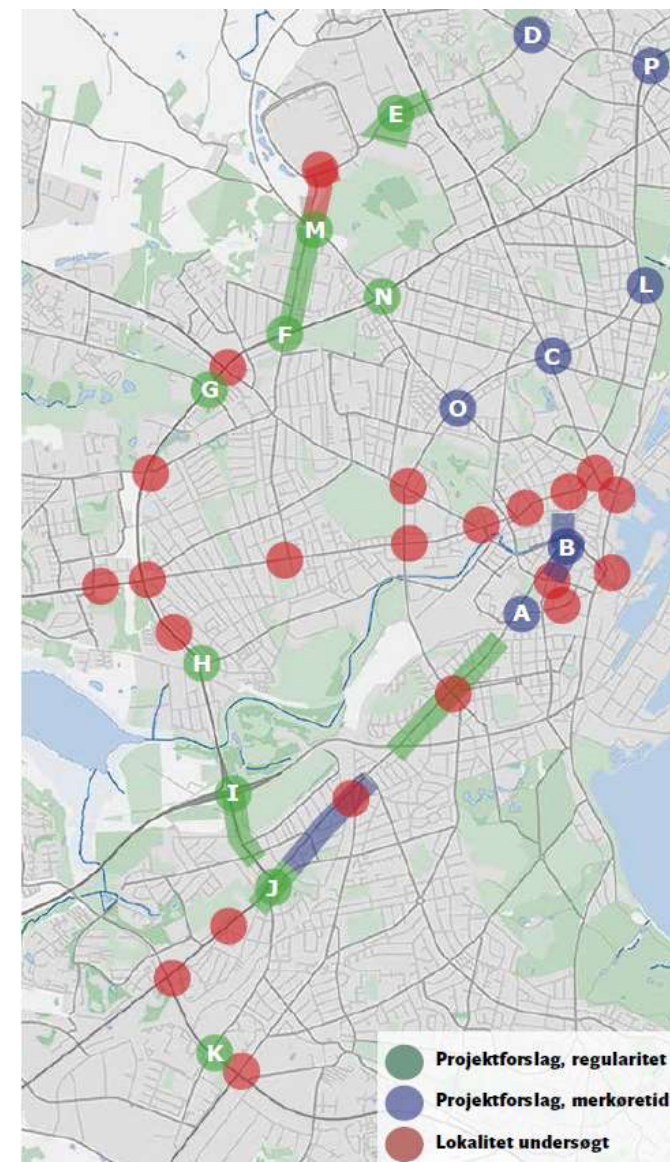 D
P
E
M
L
N
F
C
G
O
B
A
H
I
J
K
Projektforslag, regularitet
Projektforslag, merkøretid
Lokalitet undersøgt